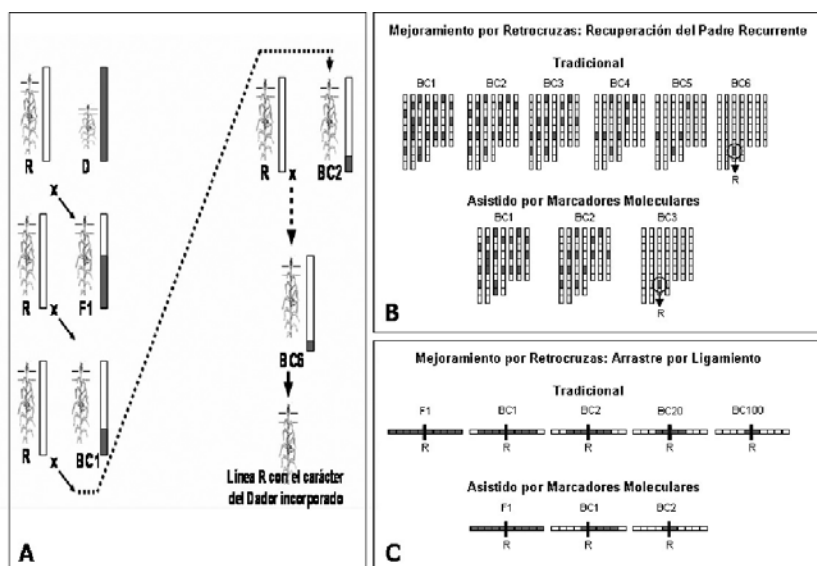 R D
x
R x F1
R x BC1
R x BC2
BC6
Línea R con el carácter
del Dador incorporado
A
Mejoramiento por Retrocruzas: Recuperación del Padre Recurrente
Tradicional
BC1 BC2 BC3 BC4 BC5 BC6
R
Asistido por Marcadores Moleculares
BC1 BC2 BC3
R
B
Mejoramiento por Retrocruzas: Arrastre por Ligamiento
Tradicional
F1 BC1 BC2 BC20 BC100
R R R R R
Asistido por Marcadores Moleculares
F1 BC1 BC2
R R R
C